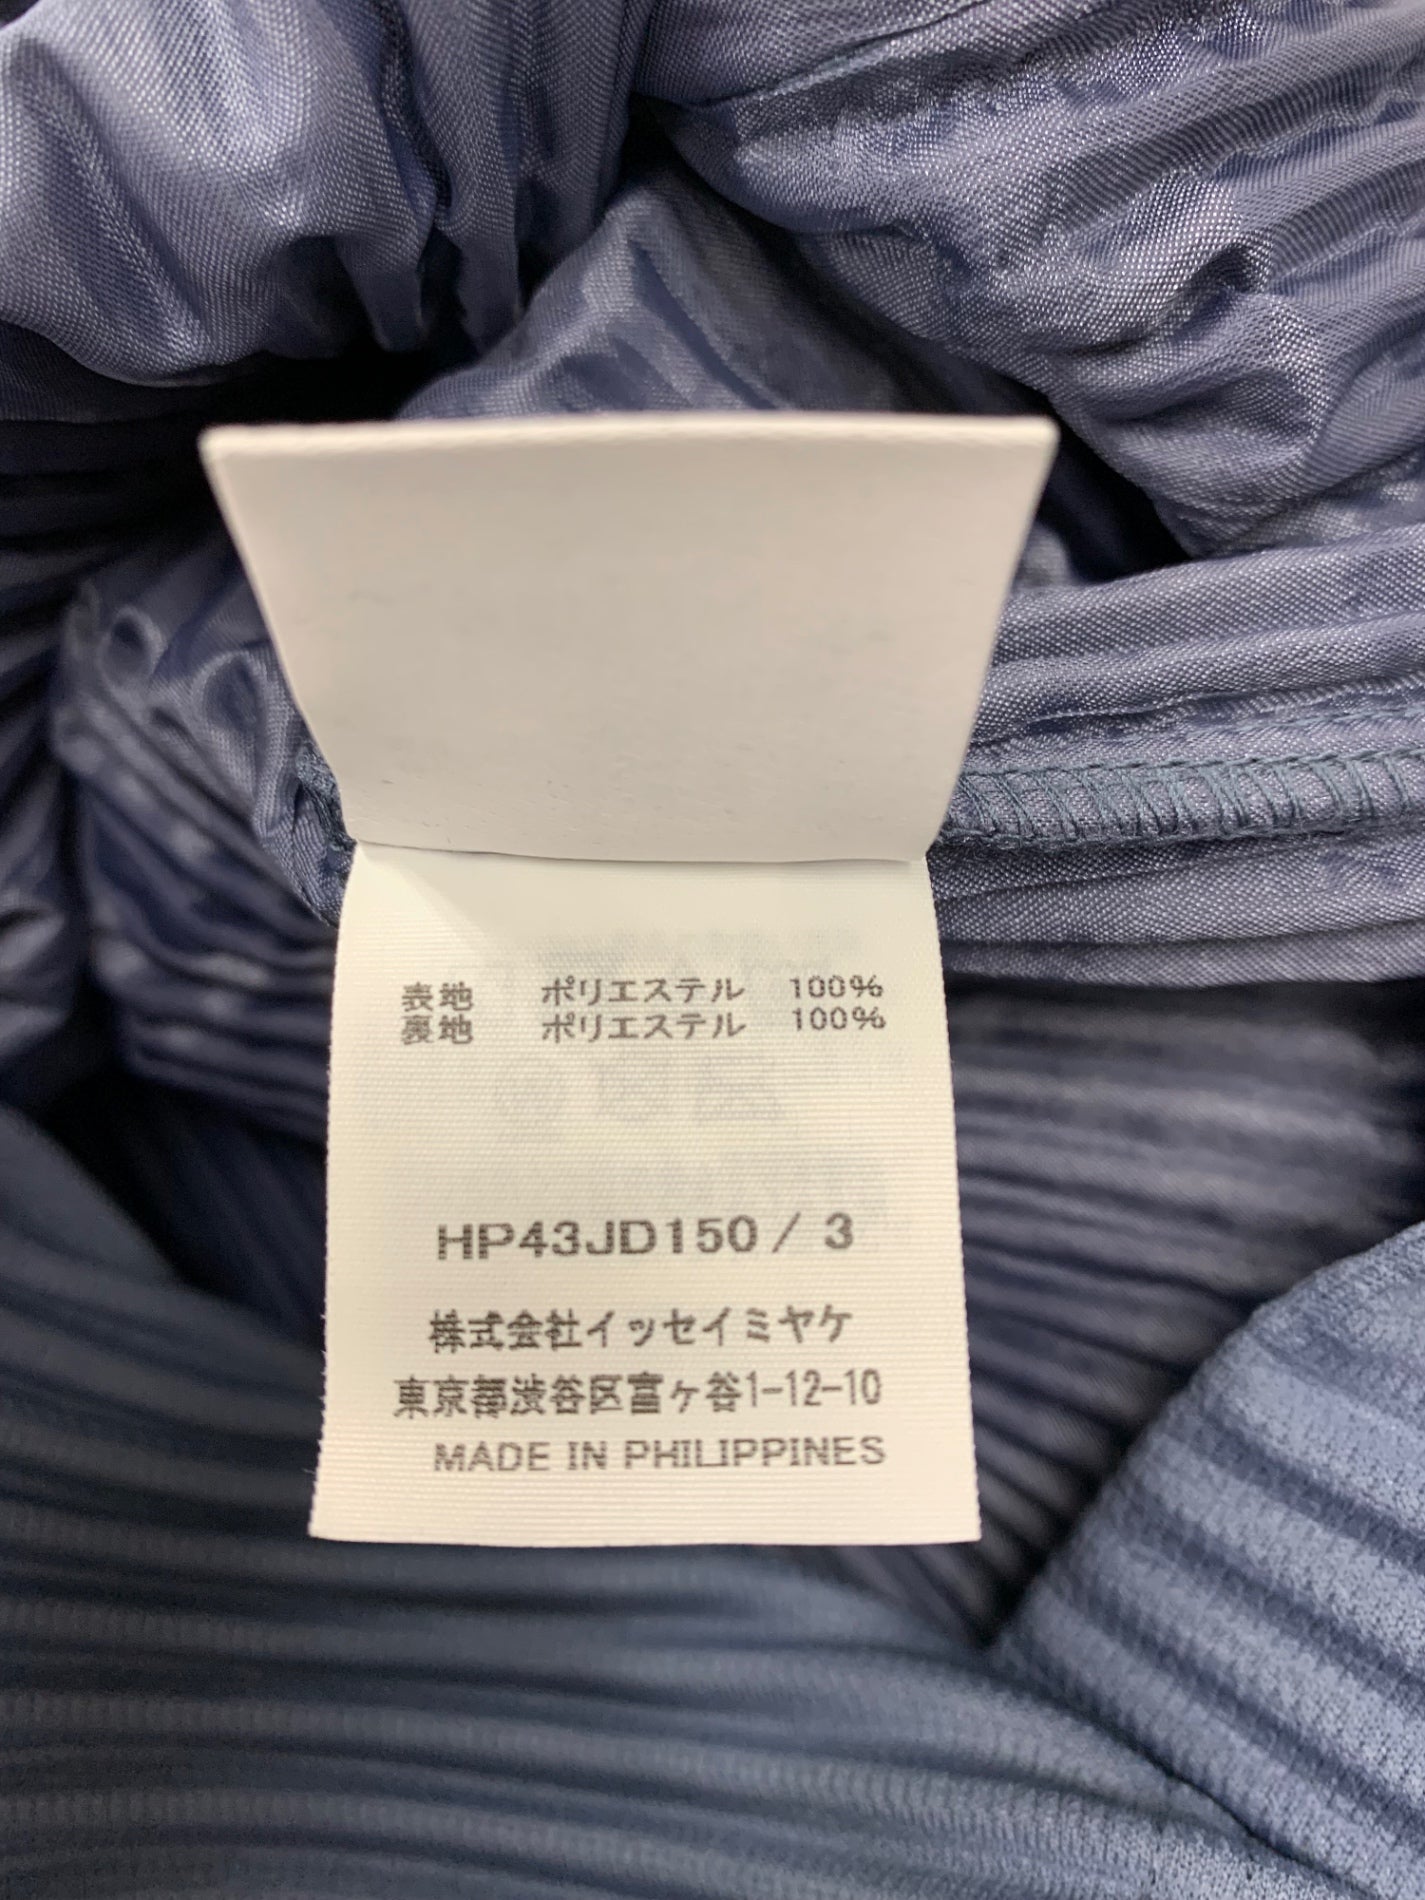 表地 ポリエステル 100%
裏地 ポリエステル 100%
HP43JD150 / 3
株式会社イッセイミヤケ
東京都渋谷区富ヶ谷1-12-10
MADE IN PHILIPPINES